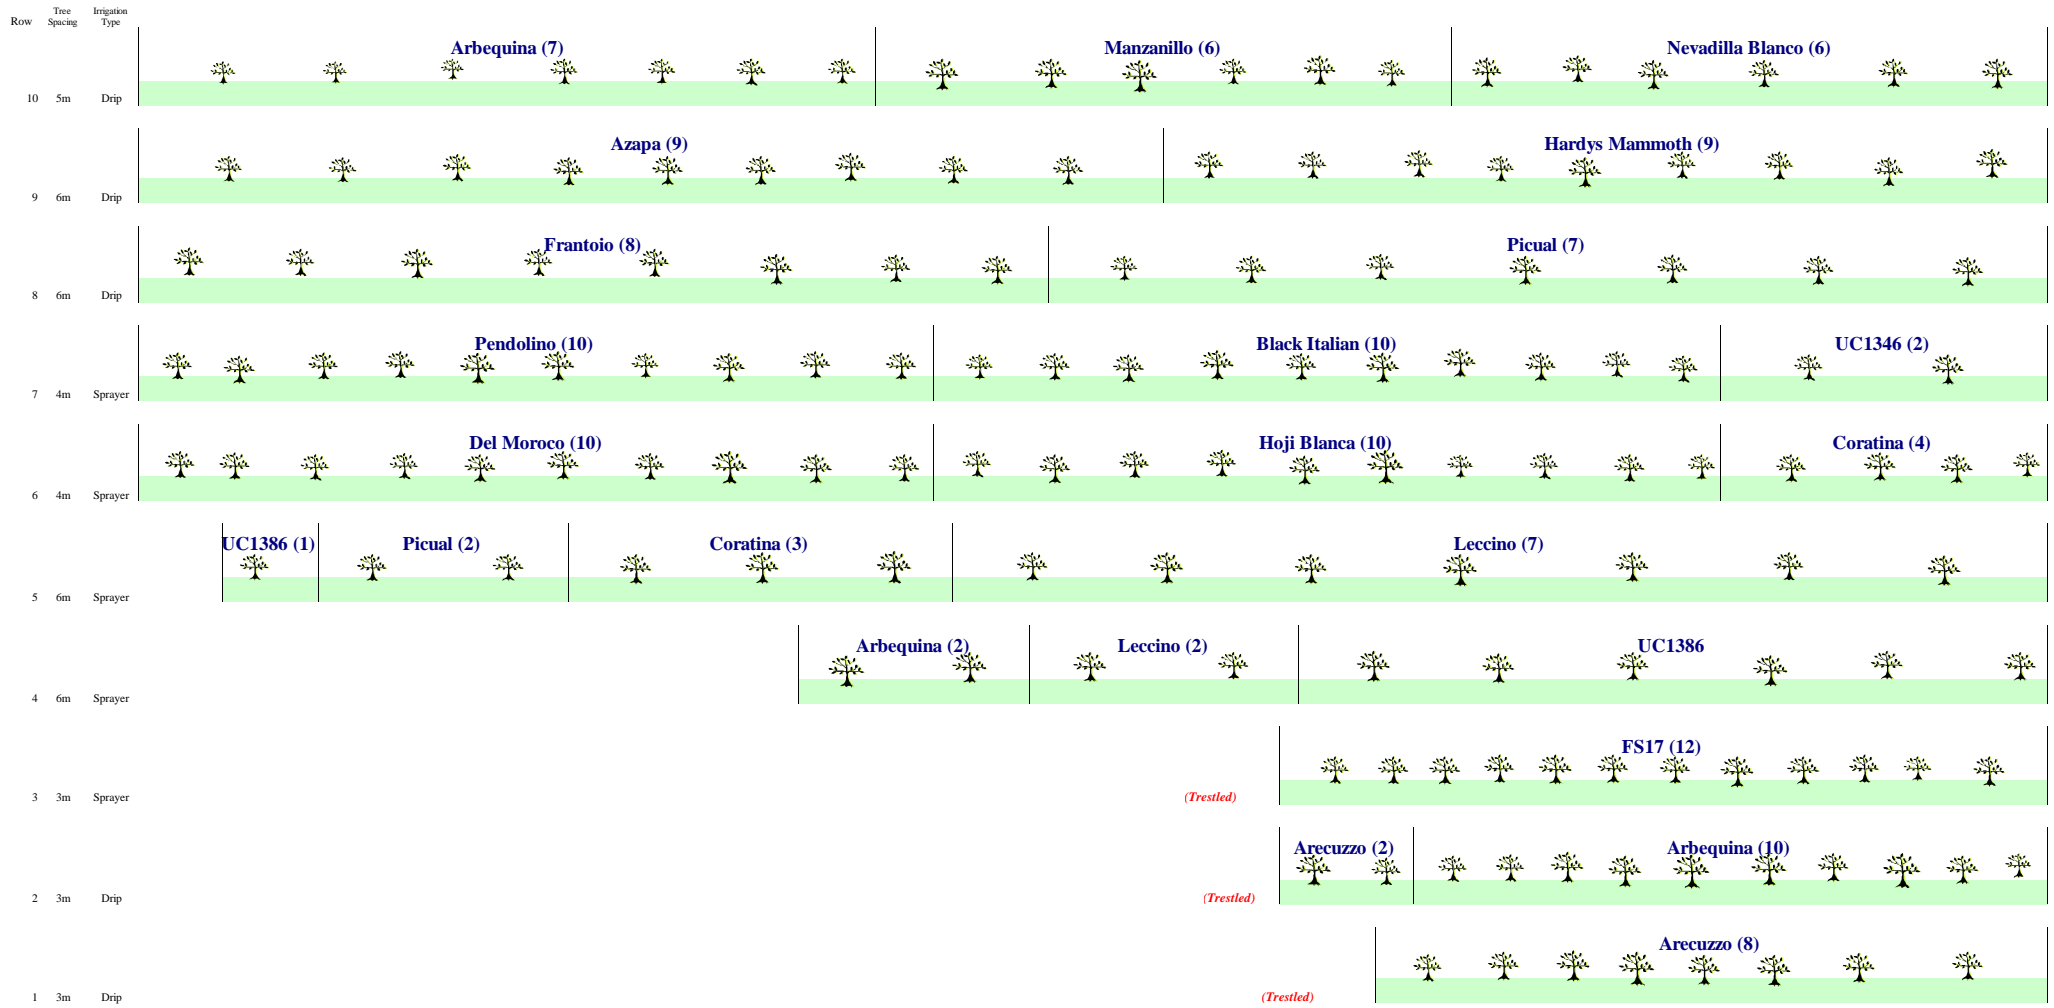 Row Tree Spacing Irrigation Type
Arbequina (7) Manzanillo (6) Nevadilla Blanco (6)
10 5m Drip
Azapa (9) Hardys Mammoth (9)
9 6m Drip
Frantoio (8) Picual (7)
8 6m Drip
Pendolino (10) Black Italian (10) UC1346 (2)
7 4m Sprayer
Del Moroco (10) Hoji Blanca (10) Coratina (4)
6 4m Sprayer
UC1386 (1) Picual (2) Coratina (3) Leccino (7)
5 6m Sprayer
Arbequina (2) Leccino (2) UC1386
4 6m Sprayer
FS17 (12)
3 3m Sprayer (Trestled)
Arecuzzo (2) Arbequina (10)
2 3m Drip (Trestled)
Arecuzzo (8)
1 3m Drip (Trestled)